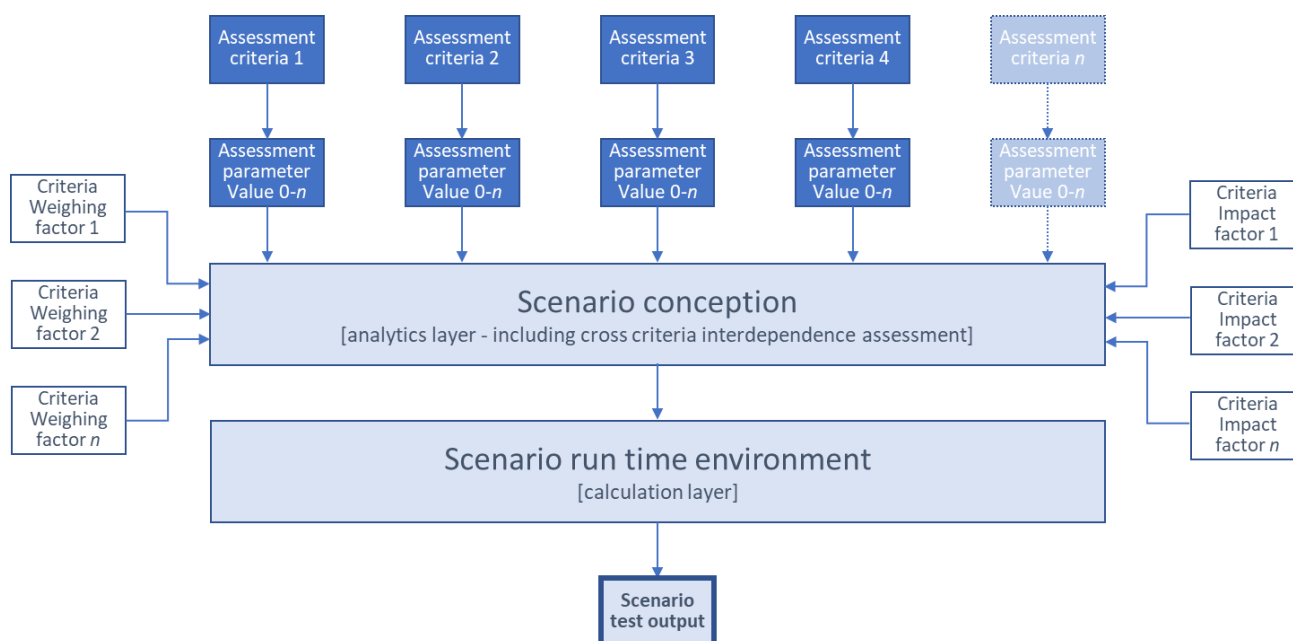 Assessment
criteria 1
Assessment
criteria 2
Assessment
criteria 3
Assessment
criteria 4
Assessment
criteria n
Assessment
parameter
Value 0-n
Assessment
parameter
Value 0-n
Assessment
parameter
Value 0-n
Assessment
parameter
Value 0-n
Assessment
parameter
Vaue 0-n
Criteria
Weighing
factor 1
Criteria
Weighing
factor 2
Criteria
Weighing
factor n
Criteria
Impact
factor 1
Criteria
Impact
factor 2
Criteria
Impact
factor n
Scenario conception
[analytics layer - including cross criteria interdependence assessment]
Scenario run time environment
[calculation layer]
Scenario
test output